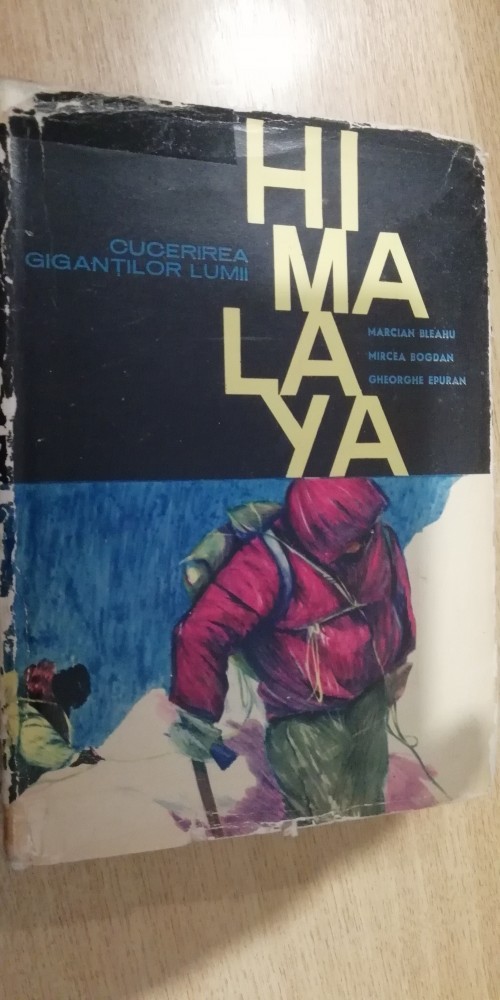 HI
MA
LA
YA
CUCERIREA
GIGANȚILOR LUMII
MARCIAN BLEAHU
MIRCEA BOGDAN
GHEORGHE EPURAN